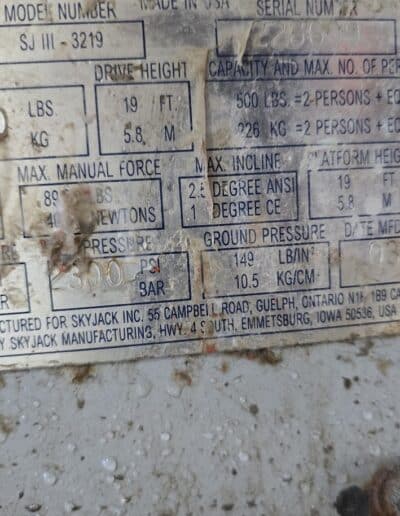 MODEL NUMBER MADE IN USA SERIAL NUMBER
SJ III - 3219
DRIVE HEIGHT CAPACITY AND MAX. NO. OF PER
LBS. 19 FT 500 LBS. =2 PERSONS + EQ
KG 5.8 M 226 KG =2 PERSONS + EQ
MAX. MANUAL FORCE MAX. INCLINE PLATFORM HEIG
LBS 2.5 DEGREE ANSI 19 FT
NEWTONS 1 DEGREE CE 5.8 M
PRESSURE GROUND PRESSURE DATE MFD
PSI 149 LB/IN²
BAR 10.5 KG/CM²
CTURED FOR SKYJACK INC. 55 CAMPBELL ROAD, GUELPH, ONTARIO N1H 1B9 CA
Y SKYJACK MANUFACTURING, HWY. 4 SOUTH, EMMETSBURG, IOWA 50536, USA